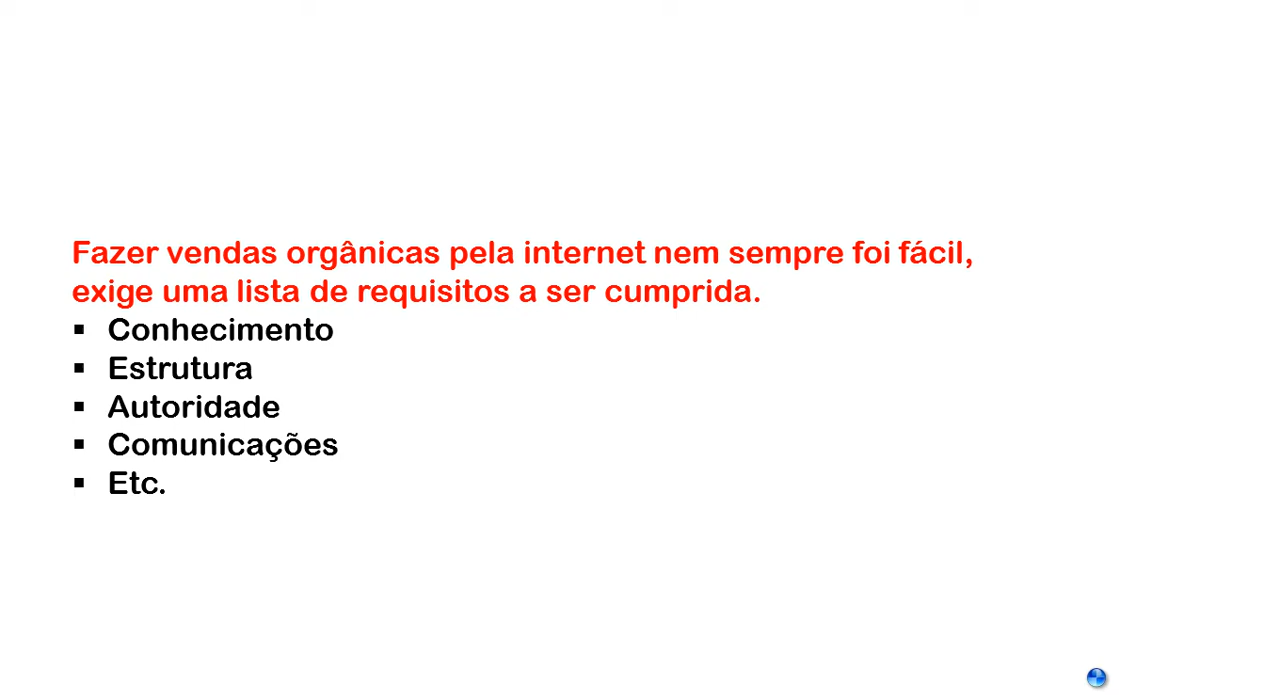 Fazer vendas orgânicas pela internet nem sempre foi fácil,
exige uma lista de requisitos a ser cumprida.
▪ Conhecimento
▪ Estrutura
▪ Autoridade
▪ Comunicações
▪ Etc.